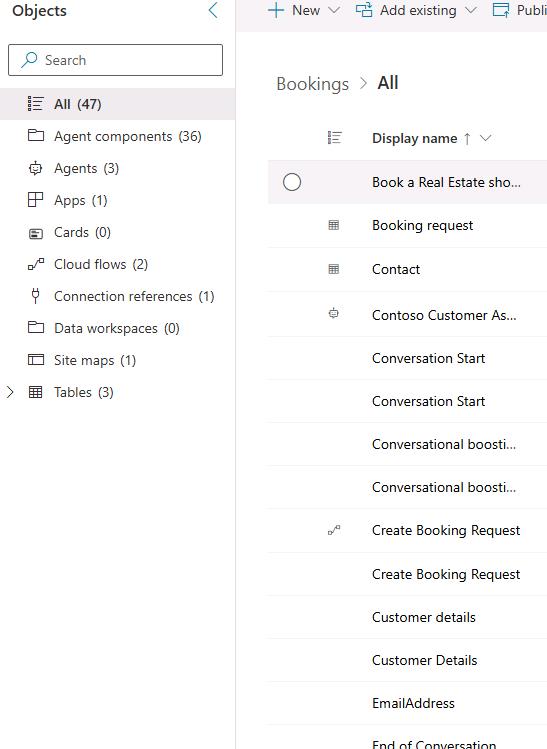 Objects
New
Add existing
Publi
Search
All (47)
Agent components (36)
Agents (3)
Apps (1)
Cards (0)
Cloud flows (2)
Connection references (1)
Data workspaces (0)
Site maps (1)
Tables (3)
Bookings > All
Display name ↑
Book a Real Estate sho...
Booking request
Contact
Contoso Customer As...
Conversation Start
Conversation Start
Conversational boosti...
Conversational boosti...
Create Booking Request
Create Booking Request
Customer details
Customer Details
EmailAddress
End of Conversation